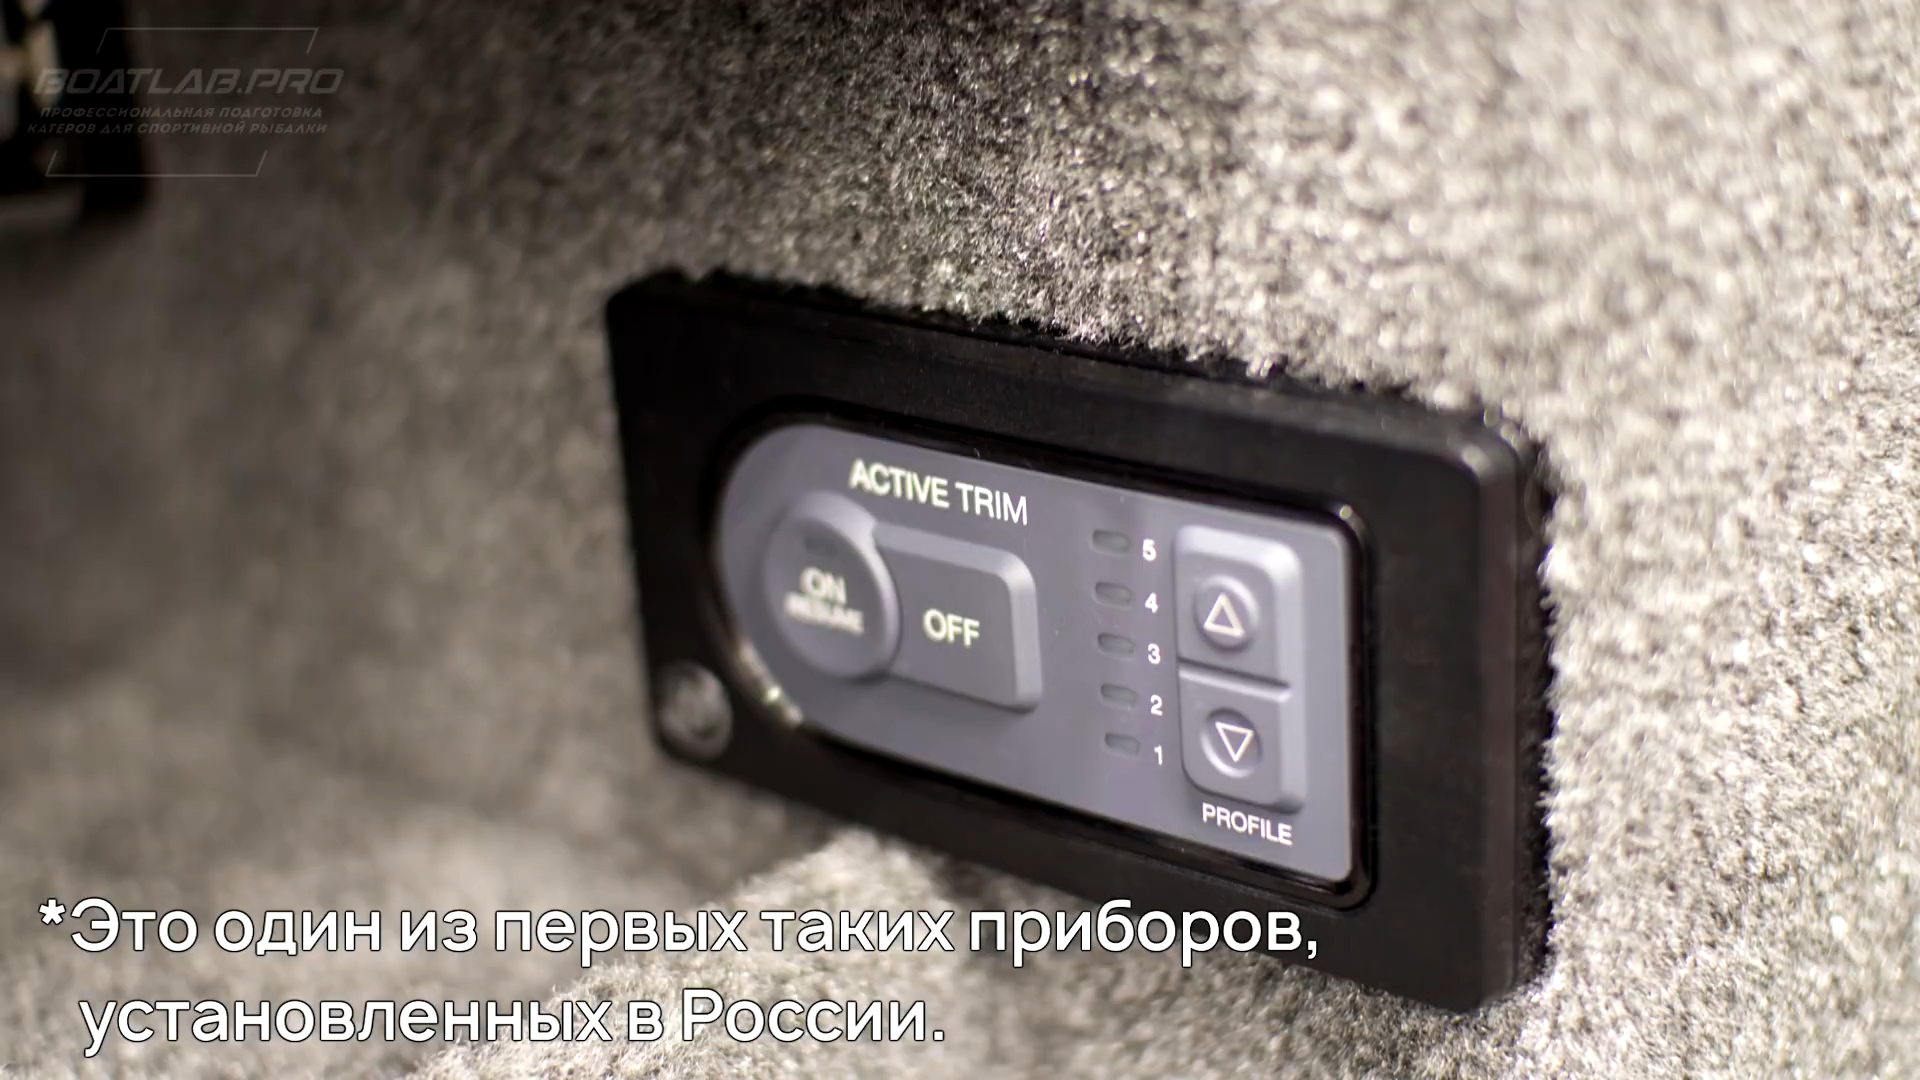 BOATLAB.PRO
ПРОФЕССИОНАЛЬНАЯ ПОДГОТОВКА
КАТЕРОВ ДЛЯ СПОРТИВНОЙ РЫБАЛКИ
ACTIVE TRIM
ON
RESUME
OFF
5
4
3
2
1
PROFILE
*Это один из первых таких приборов,
установленных в России.